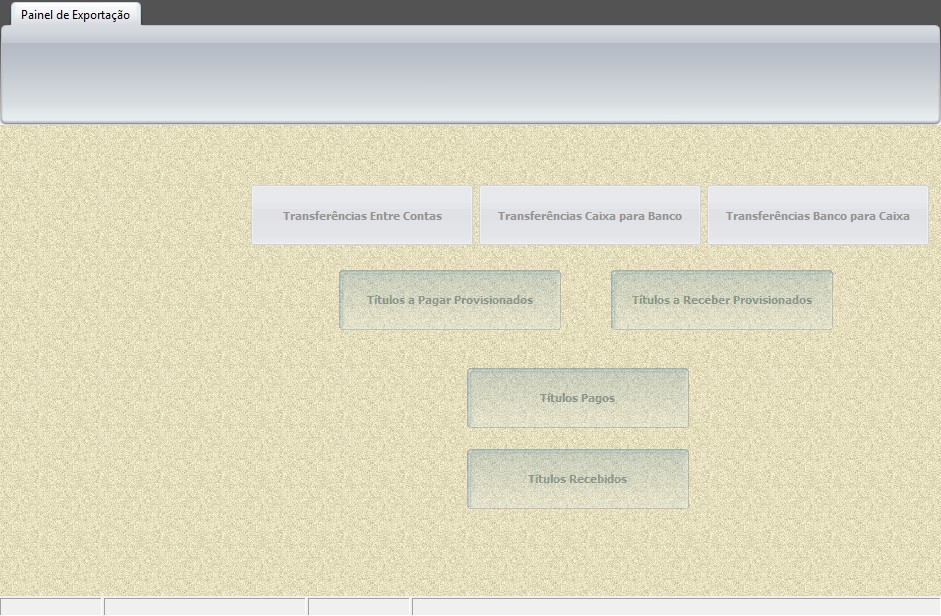 Painel de Exportação
Transferências Entre Contas
Transferências Caixa para Banco
Transferências Banco para Caixa
Títulos a Pagar Provisionados
Títulos a Receber Provisionados
Títulos Pagos
Títulos Recebidos